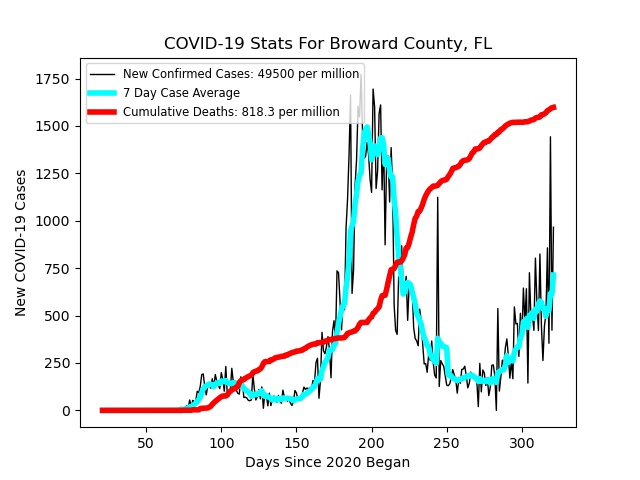 COVID-19 Stats For Broward County, FL
New Confirmed Cases: 49500 per million
7 Day Case Average
Cumulative Deaths: 818.3 per million
New COVID-19 Cases
1750
1500
1250
1000
750
500
250
0
50 100 150 200 250 300
Days Since 2020 Began